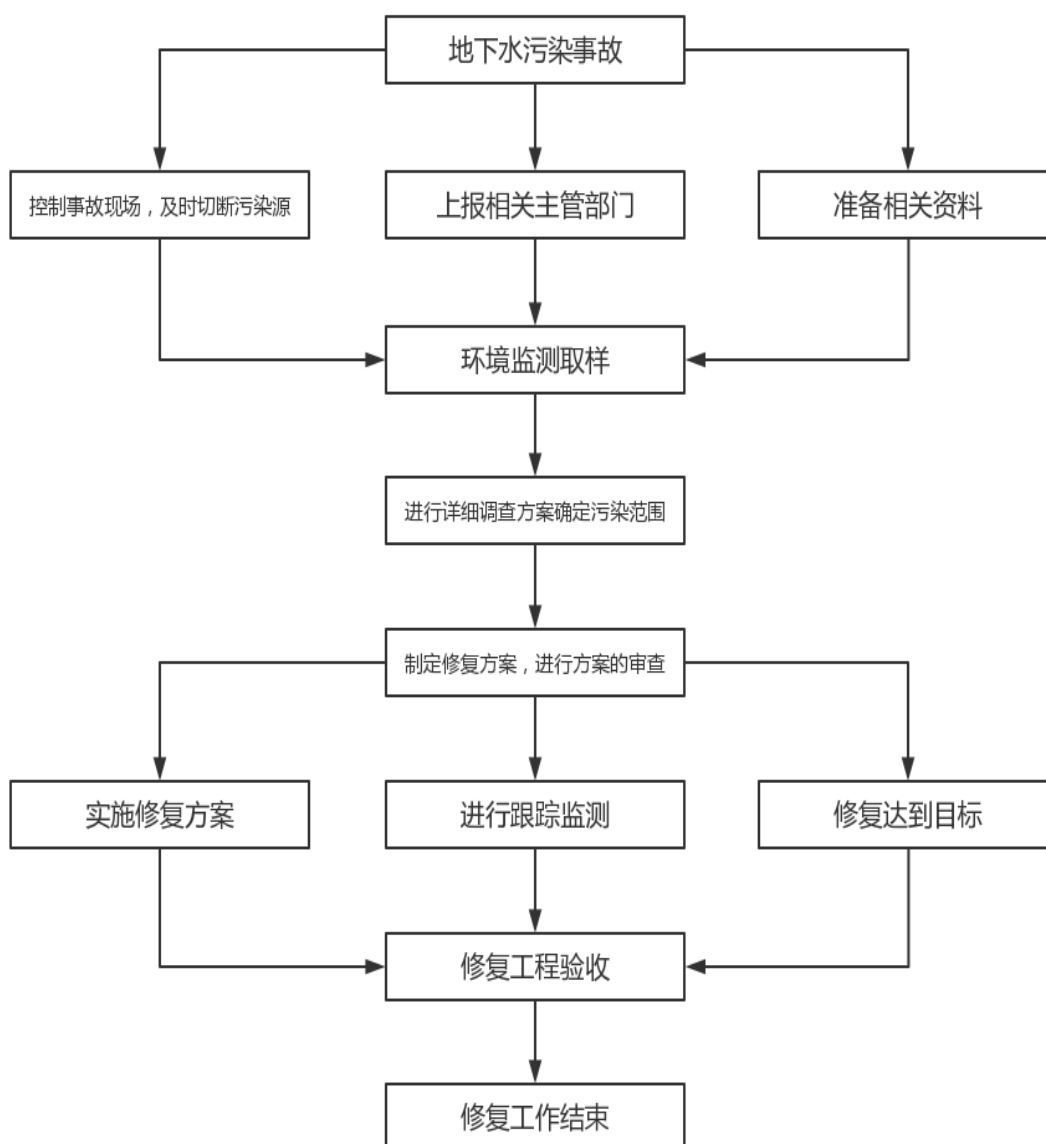 地下水污染事故
控制事故现场，及时切断污染源
上报相关主管部门
准备相关资料
环境监测取样
进行详细调查方案确定污染范围
制定修复方案，进行方案的审查
实施修复方案
进行跟踪监测
修复达到目标
修复工程验收
修复工作结束